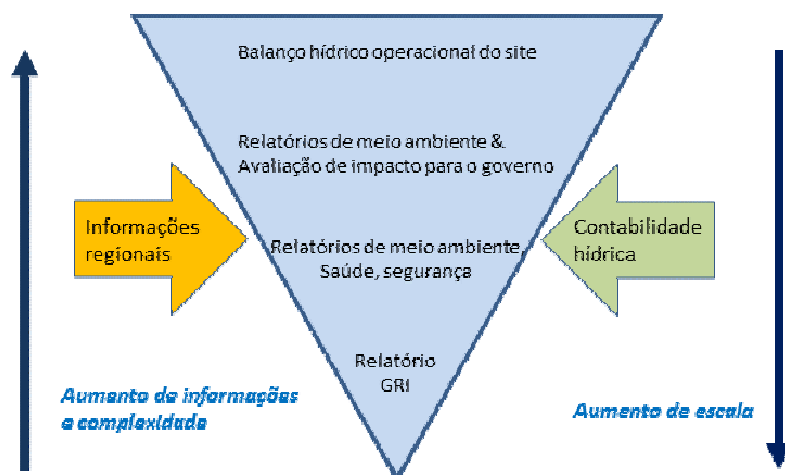 Balanço hídrico operacional do site
Relatórios de meio ambiente &
Avaliação de impacto para o governo
Informações
regionais
Relatórios de meio ambiente,
Saúde, segurança
Contabilidade
hídrica
Relatório
GRI
Aumento de informações
e complexidade
Aumento de escala